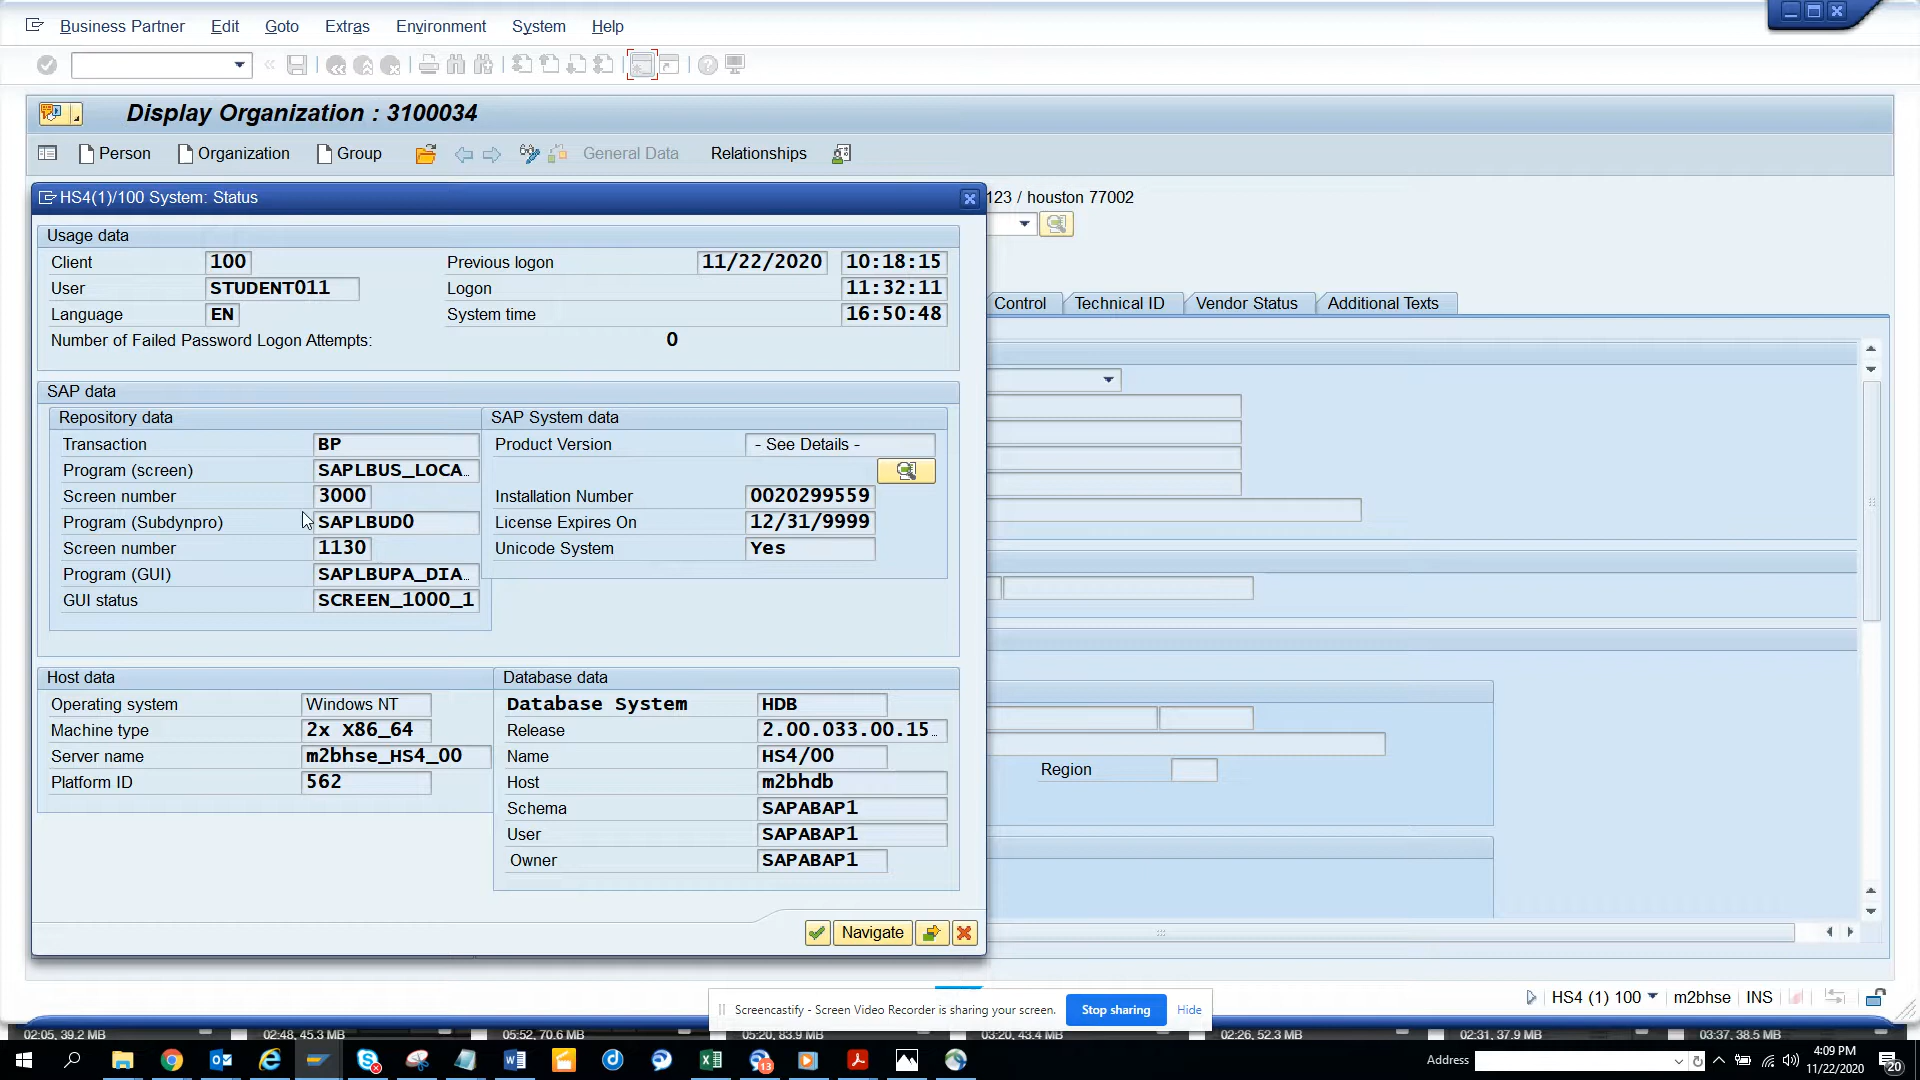 Business Partner Edit Goto Extras Environment System Help
Display Organization : 3100034
Person Organization Group General Data Relationships
HS4(1)/100 System: Status
123 / houston 77002
Usage data
Client 100 Previous logon 11/22/2020 10:18:15
User STUDENT011 Logon 11:32:11
Language EN System time 16:50:48
Number of Failed Password Logon Attempts: 0
Control Technical ID Vendor Status Additional Texts
SAP data
Repository data SAP System data
Transaction BP Product Version - See Details -
Program (screen) SAPLBUS_LOCA…
Screen number 3000 Installation Number 0020299559
Program (Subdynpro) SAPLBUD0 License Expires On 12/31/9999
Screen number 1130 Unicode System Yes
Program (GUI) SAPLBUPA_DIA…
GUI status SCREEN_1000_1
Host data Database data
Operating system Windows NT Database System HDB
Machine type 2x X86_64 Release 2.00.033.00.15…
Server name m2bhse_HS4_00 Name HS4/00
Platform ID 562 Host m2bhdb
Schema SAPABAP1
User SAPABAP1
Owner SAPABAP1
Region
Navigate
Screencastify - Screen Video Recorder is sharing your screen. Stop sharing Hide
HS4 (1) 100 m2bhse INS
02:05, 39.2 MB 02:48, 45.3 MB 05:52, 70.6 MB 05:20, 83.9 MB 03:20, 43.4 MB 02:26, 52.3 MB 02:31, 37.9 MB 03:37, 38.5 MB
13
Address
4:09 PM
11/22/2020
20